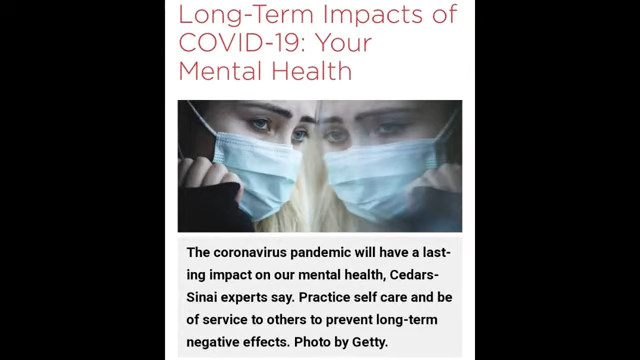 Long-Term Impacts of
COVID-19: Your
Mental Health
The coronavirus pandemic will have a last-
ing impact on our mental health, Cedars-
Sinai experts say. Practice self care and be
of service to others to prevent long-term
negative effects. Photo by Getty.